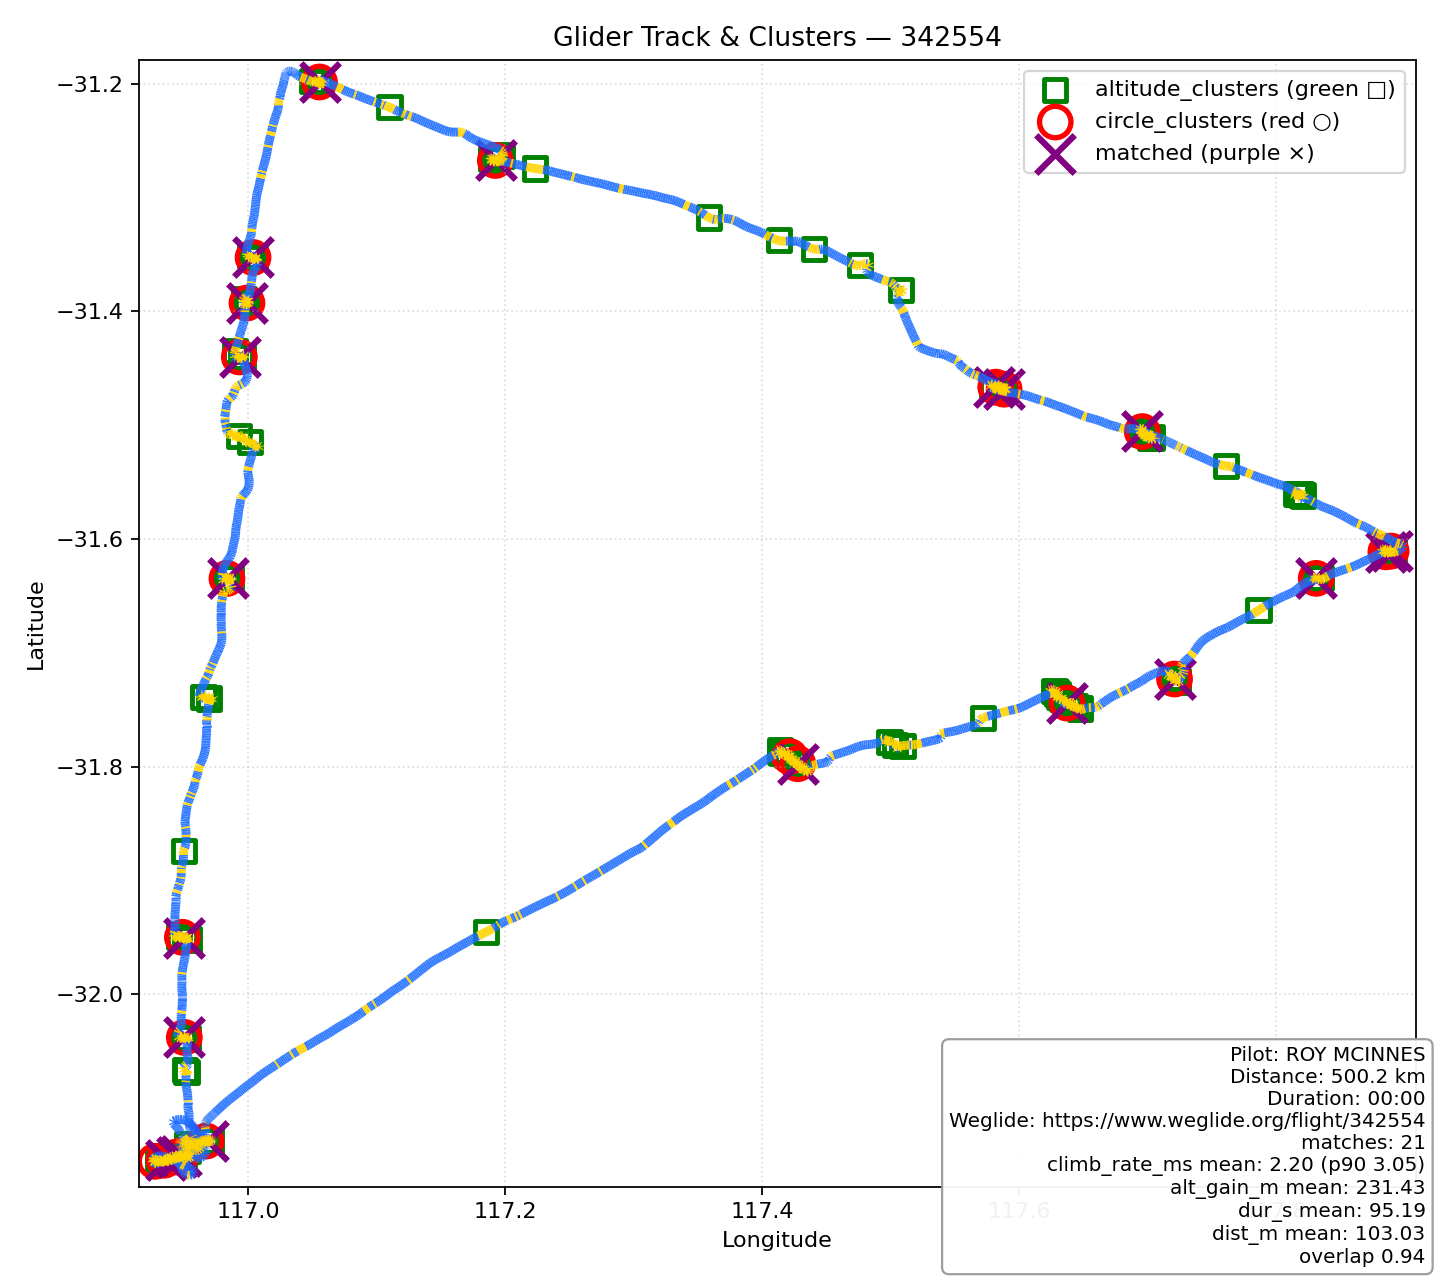 Glider Track & Clusters — 342554
altitude_clusters (green □)
circle_clusters (red ○)
matched (purple ×)
Latitude
−31.2
−31.4
−31.6
−31.8
−32.0
117.0
117.2
117.4
117.6
Longitude
Pilot: ROY MCINNES
Distance: 500.2 km
Duration: 00:00
Weglide: https://www.weglide.org/flight/342554
matches: 21
climb_rate_ms mean: 2.20 (p90 3.05)
alt_gain_m mean: 231.43
dur_s mean: 95.19
dist_m mean: 103.03
overlap 0.94